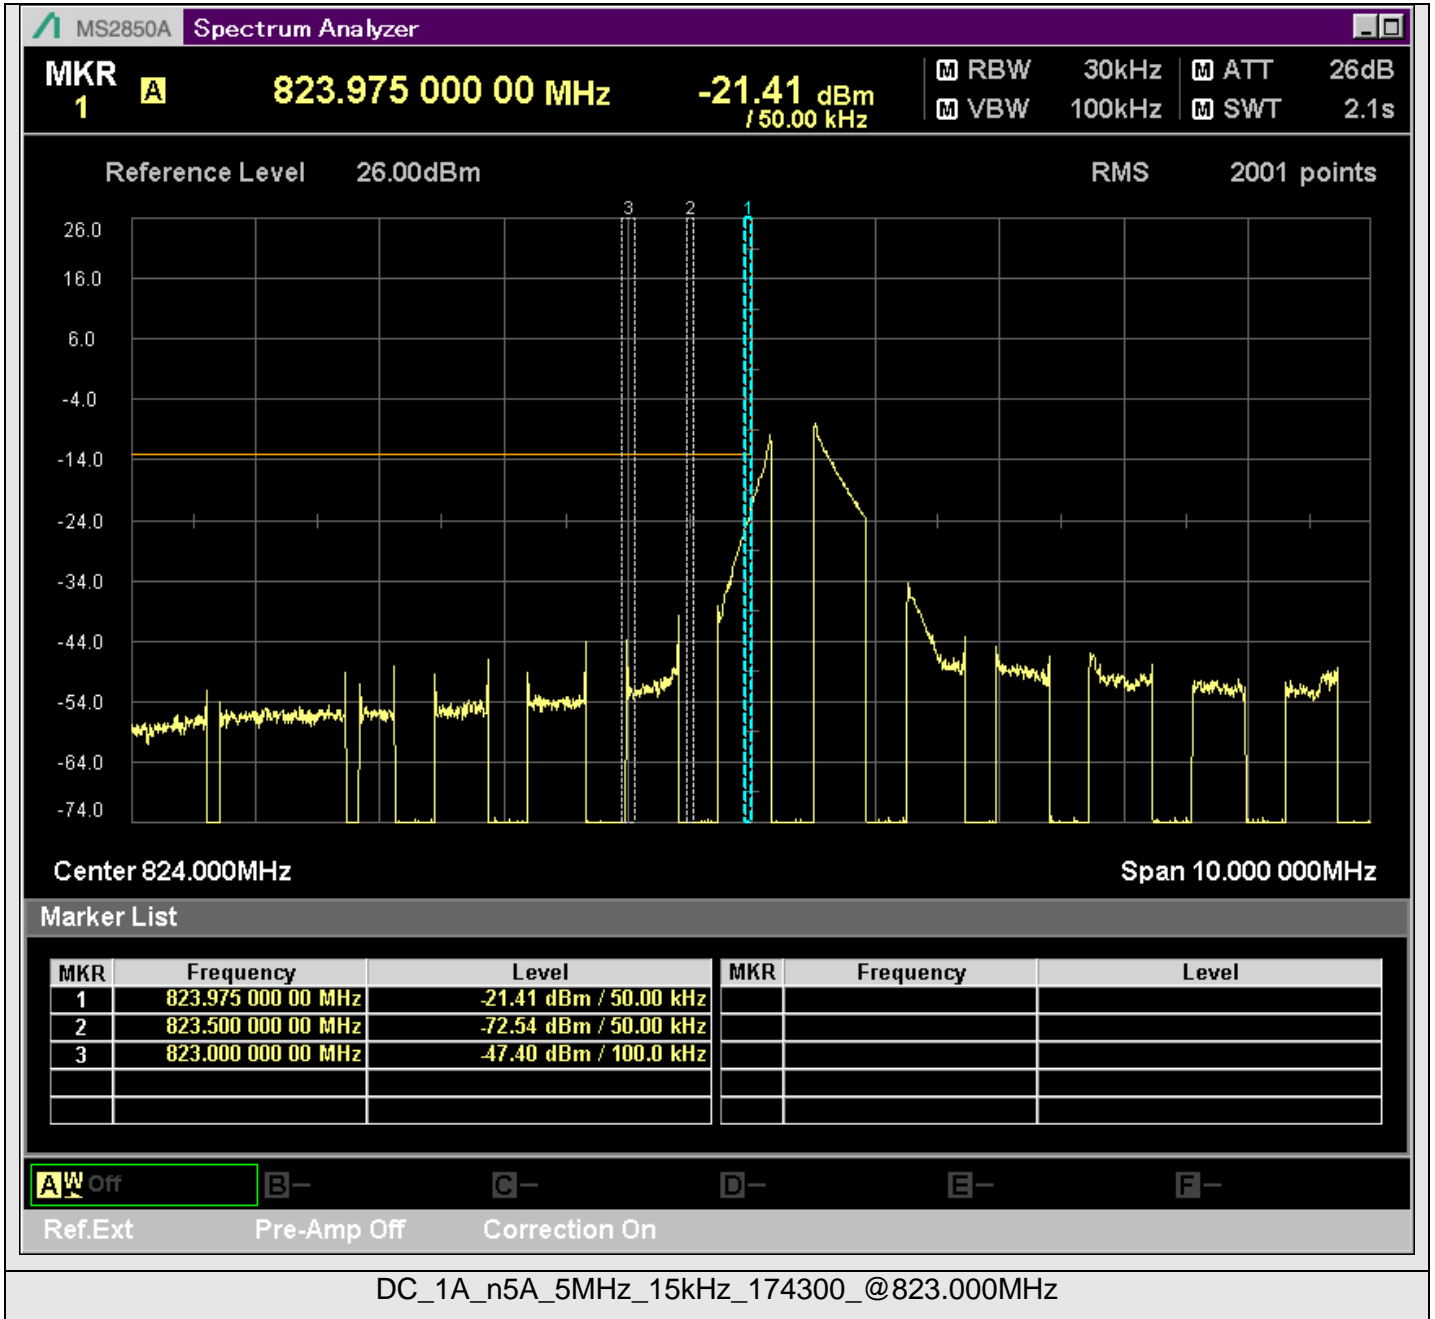 MS2850A Spectrum Analyzer
MKR 1 A 823.975 000 00 MHz -21.41 dBm / 50.00 kHz
M RBW 30kHz M ATT 26dB
M VBW 100kHz M SWT 2.1s
Reference Level 26.00dBm RMS 2001 points
3 2 1
26.0
16.0
6.0
-4.0
-14.0
-24.0
-34.0
-44.0
-54.0
-64.0
-74.0
Center 824.000MHz Span 10.000 000MHz
Marker List
MKR Frequency Level MKR Frequency Level
1 823.975 000 00 MHz -21.41 dBm / 50.00 kHz
2 823.500 000 00 MHz -72.54 dBm / 50.00 kHz
3 823.000 000 00 MHz -47.40 dBm / 100.0 kHz
A W Off B – C – D – E – F –
Ref.Ext Pre-Amp Off Correction On
DC_1A_n5A_5MHz_15kHz_174300_@823.000MHz